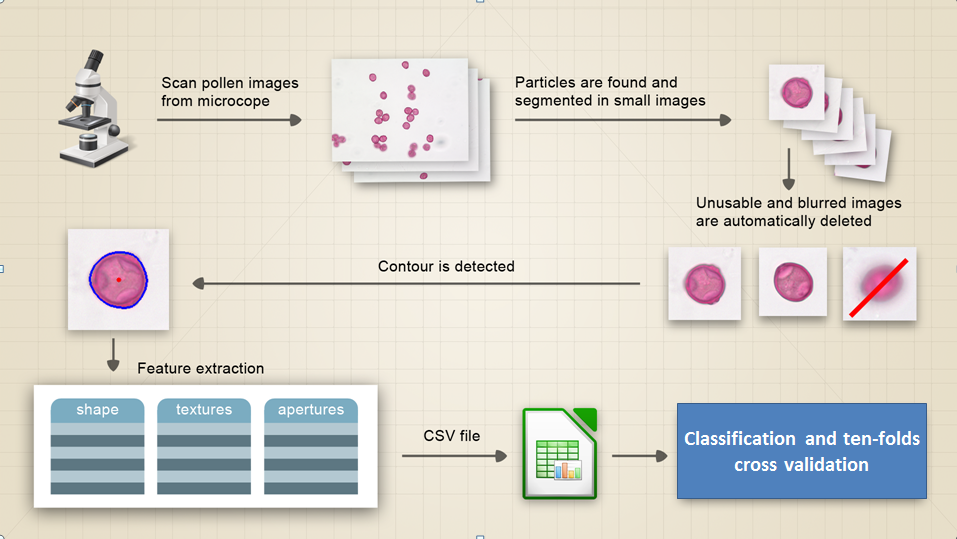 Scan pollen images
from microcope
Particles are found and
segmented in small images
Unusable and blurred images
are automatically deleted
Contour is detected
Feature extraction
shape textures apertures
CSV file
Classification and ten-folds
cross validation